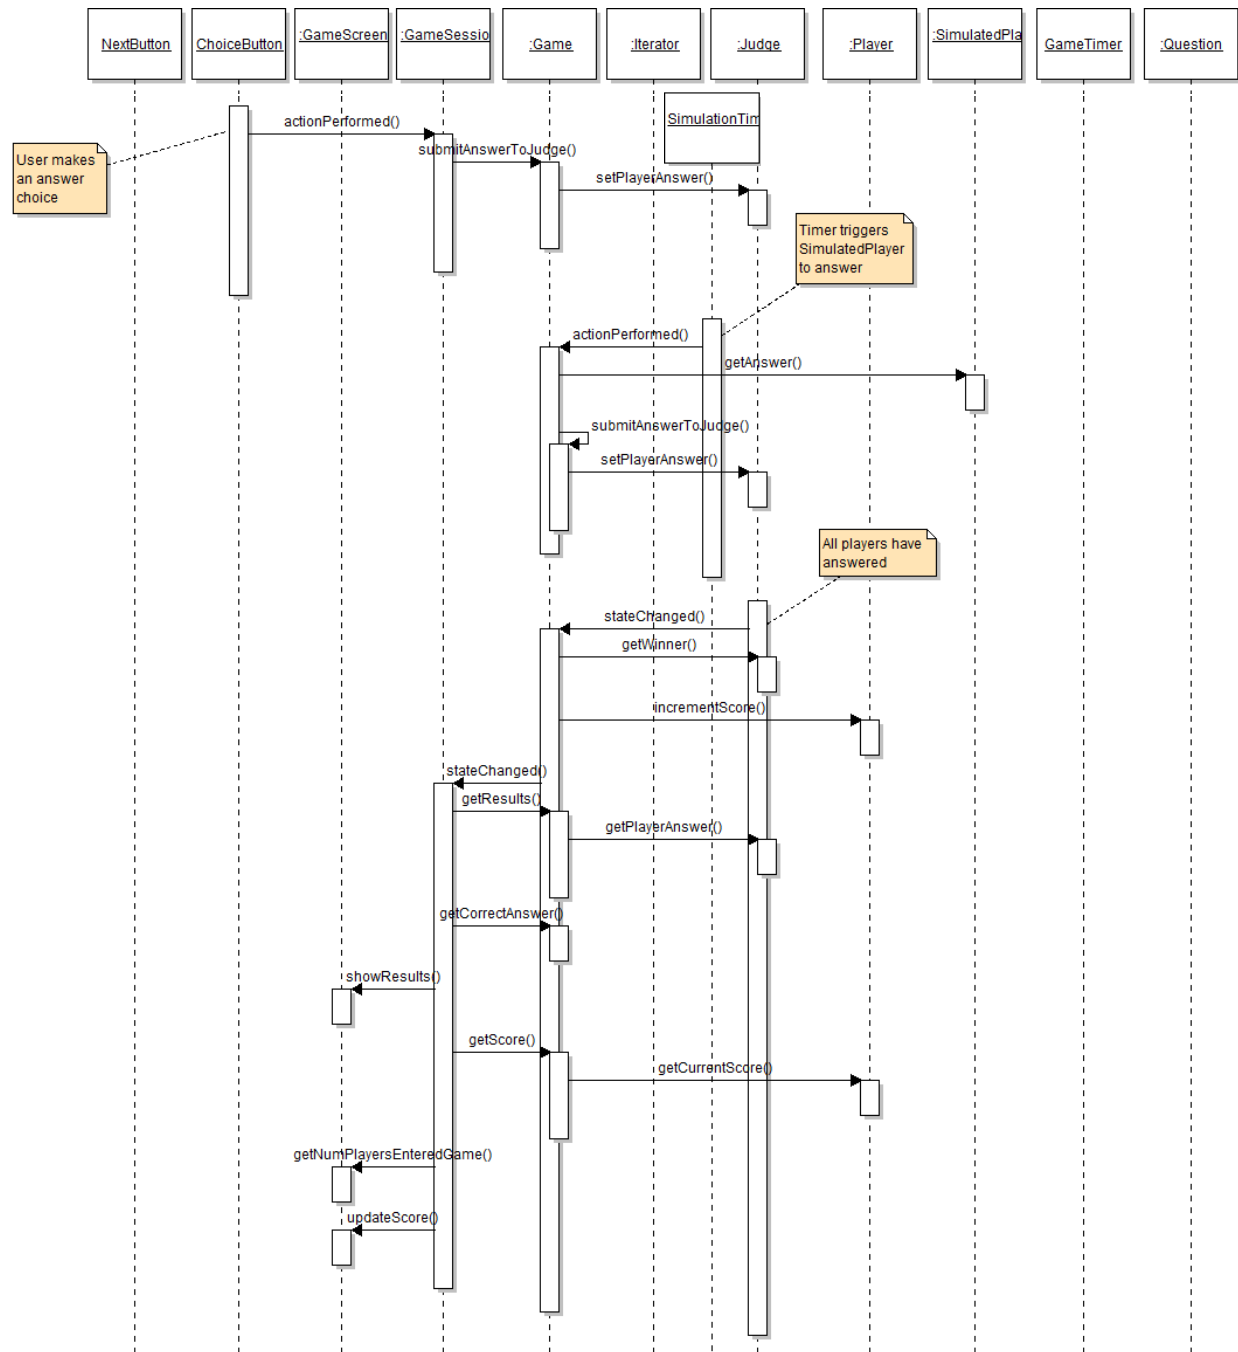 NextButton
ChoiceButton
:GameScreen
:GameSessio
:Game
:Iterator
:Judge
:Player
:SimulatedPla
GameTimer
:Question
SimulationTim
actionPerformed()
User makes
an answer
choice
submitAnswerToJudge()
setPlayerAnswer()
Timer triggers
SimulatedPlayer
to answer
actionPerformed()
getAnswer()
submitAnswerToJudge()
setPlayerAnswer()
All players have
answered
stateChanged()
getWinner()
incrementScore()
stateChanged()
getResults()
getPlayerAnswer()
getCorrectAnswer()
showResults()
getScore()
getCurrentScore()
getNumPlayersEnteredGame()
updateScore()